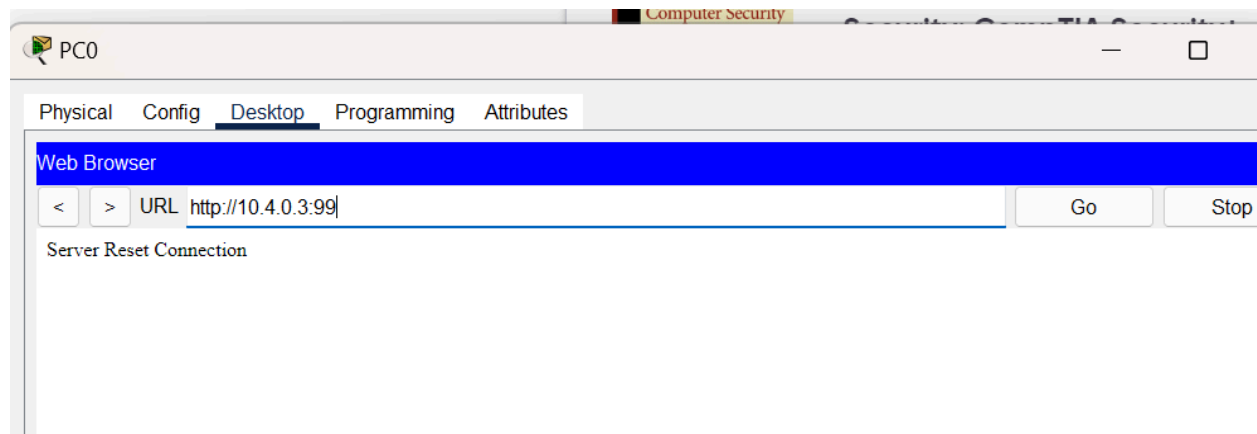 Computer Security
PC0
Physical Config Desktop Programming Attributes
Web Browser
< > URL http://10.4.0.3:99 Go Stop
Server Reset Connection